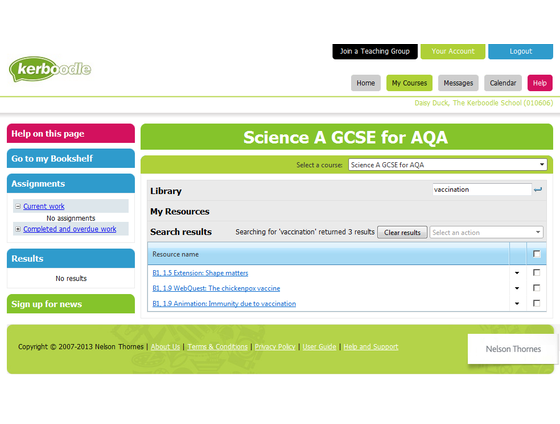 Join a Teaching Group Your Account Logout
kerboodle
Home My Courses Messages Calendar Help
Daisy Duck, The Kerboodle School (010606)
Help on this page
Go to my Bookshelf
Assignments
Current work
No assignments
Completed and overdue work
Results
No results
Sign up for news
Science A GCSE for AQA
Select a course: Science A GCSE for AQA
Library vaccination
My Resources
Search results Searching for 'vaccination' returned 3 results Clear results Select an action
Resource name
B1, 1.5 Extension: Shape matters
B1, 1.9 WebQuest: The chickenpox vaccine
B1, 1.9 Animation: Immunity due to vaccination
Copyright © 2007-2013 Nelson Thornes | About Us | Terms & Conditions | Privacy Policy | User Guide | Help and Support
Nelson Thornes